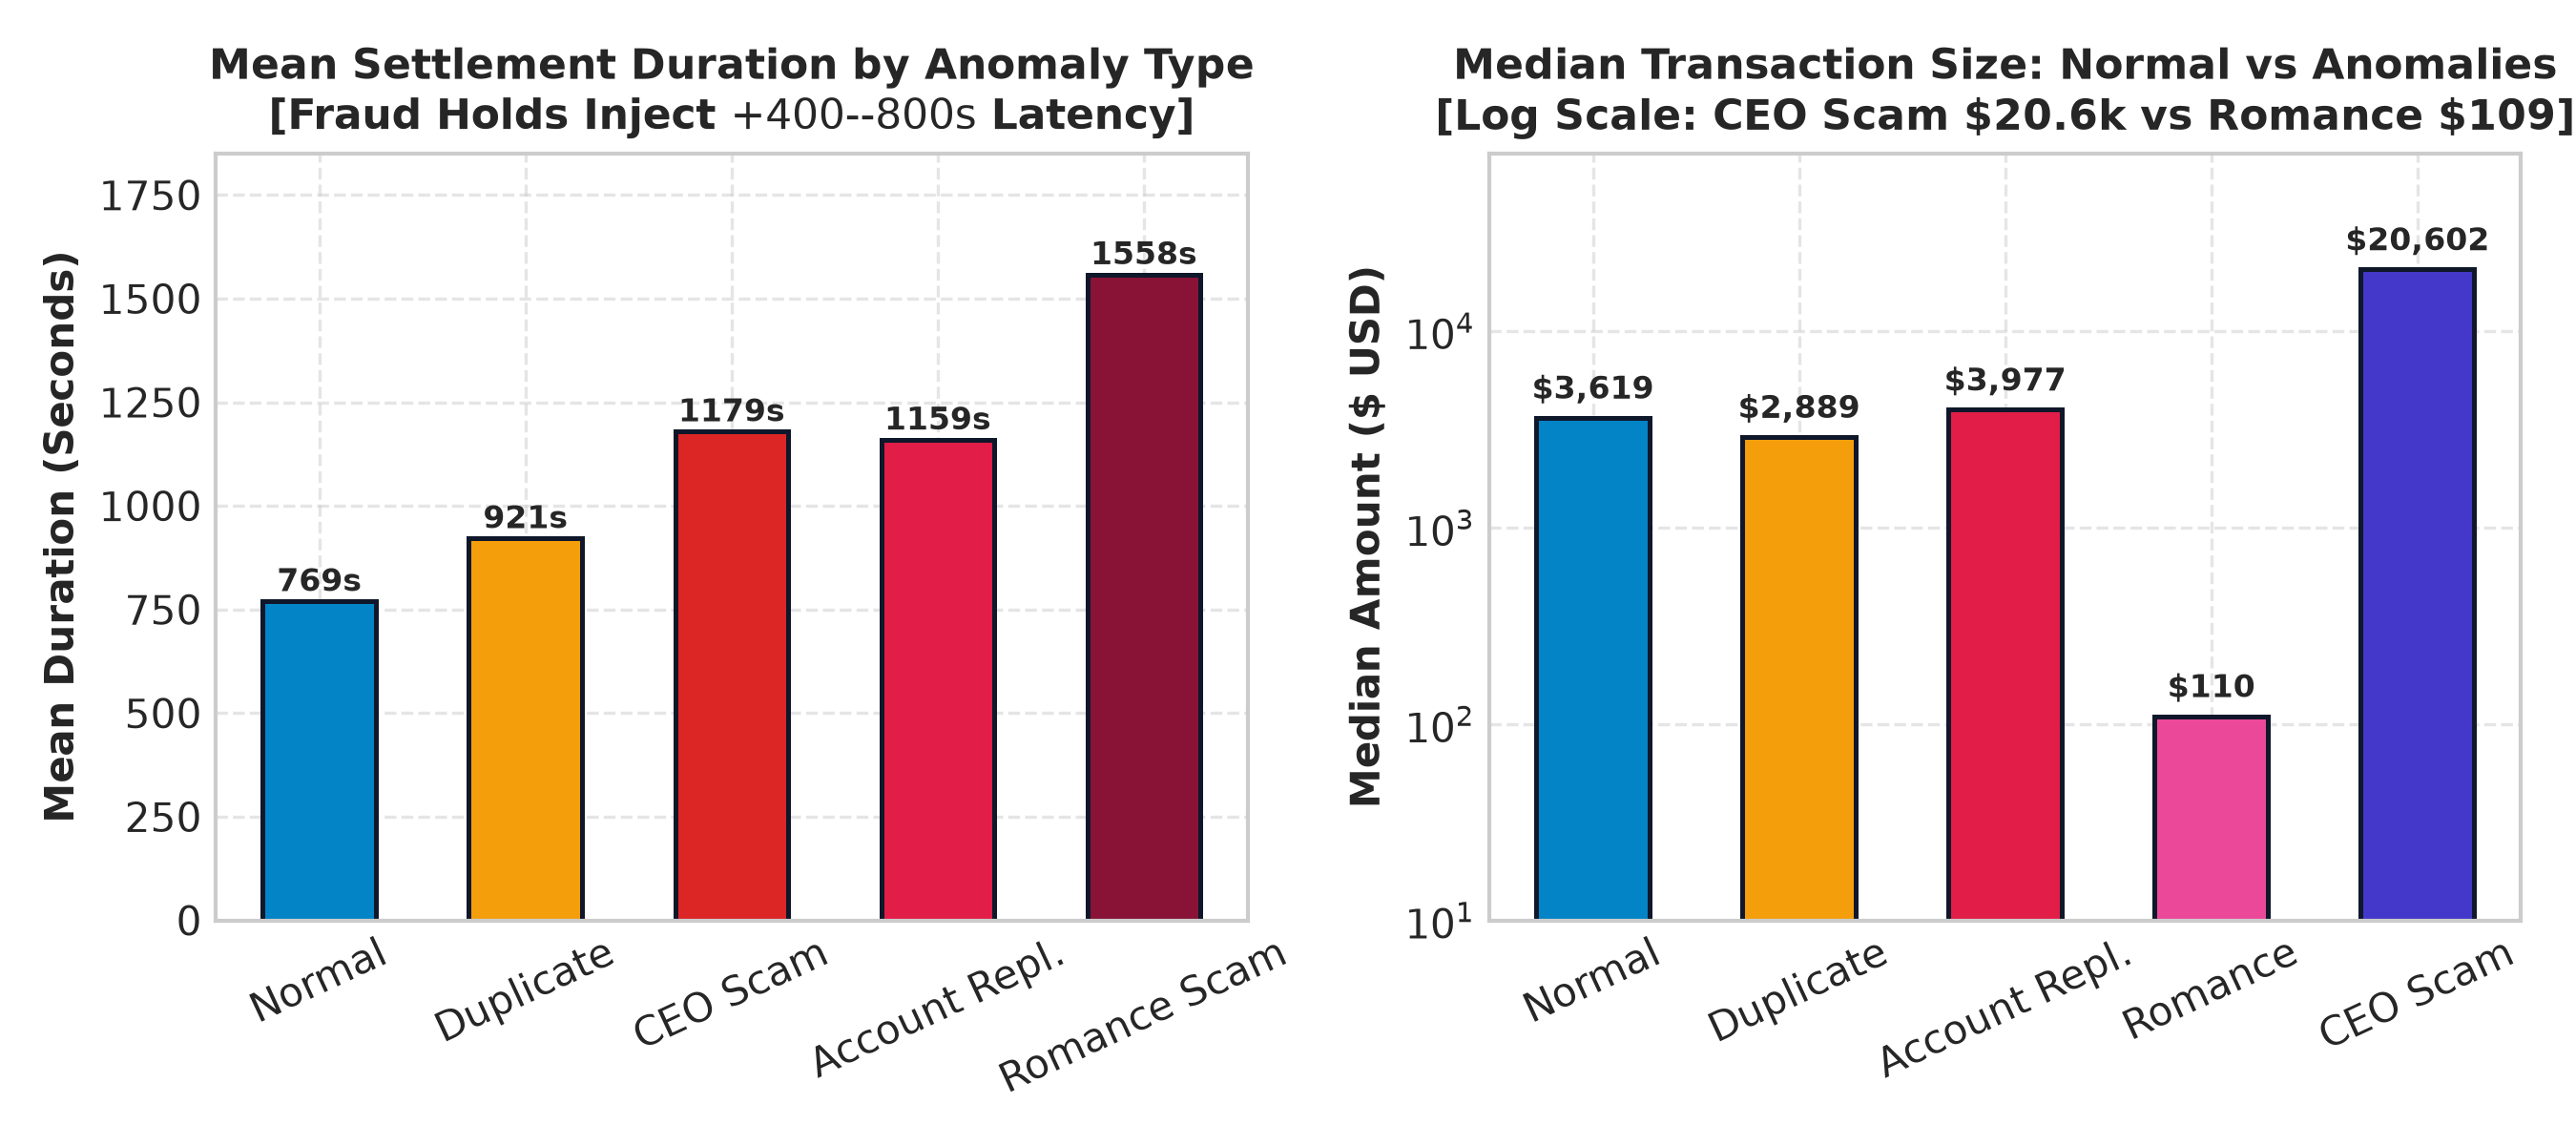 Mean Settlement Duration by Anomaly Type
[Fraud Holds Inject +400--800s Latency]
Mean Duration (Seconds)
1750
1500
1250
1000
750
500
250
0
769s
921s
1179s
1159s
1558s
Normal
Duplicate
CEO Scam
Account Repl.
Romance Scam
Median Transaction Size: Normal vs Anomalies
[Log Scale: CEO Scam $20.6k vs Romance $109]
Median Amount ($ USD)
10⁴
10³
10²
10¹
$3,619
$2,889
$3,977
$110
$20,602
Normal
Duplicate
Account Repl.
Romance
CEO Scam